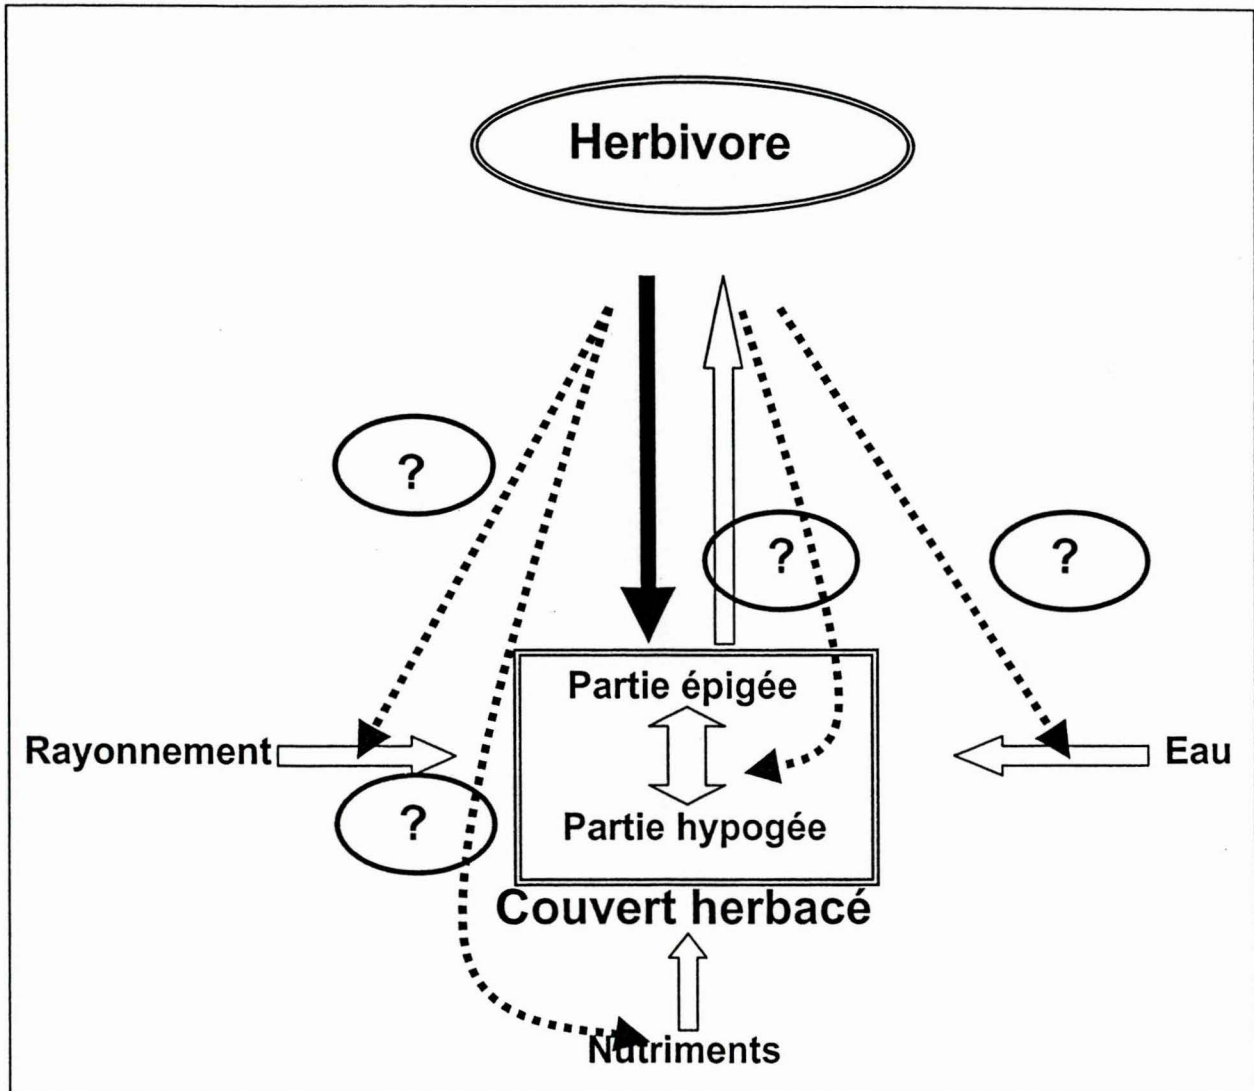 Herbivore
?
?
?
Partie épigée
Rayonnement
Eau
?
Partie hypogée
Couvert herbacé
Nutriments